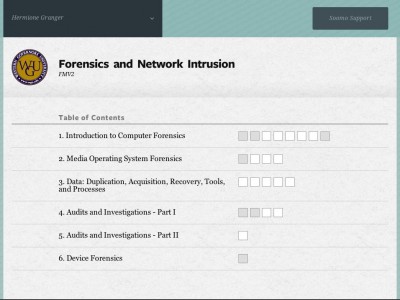 Hermione Granger
Soomo Support
WGU
Forensics and Network Intrusion
FMV2
Table of Contents
1. Introduction to Computer Forensics
2. Media Operating System Forensics
3. Data: Duplication, Acquisition, Recovery, Tools,
and Processes
4. Audits and Investigations - Part I
5. Audits and Investigations - Part II
6. Device Forensics